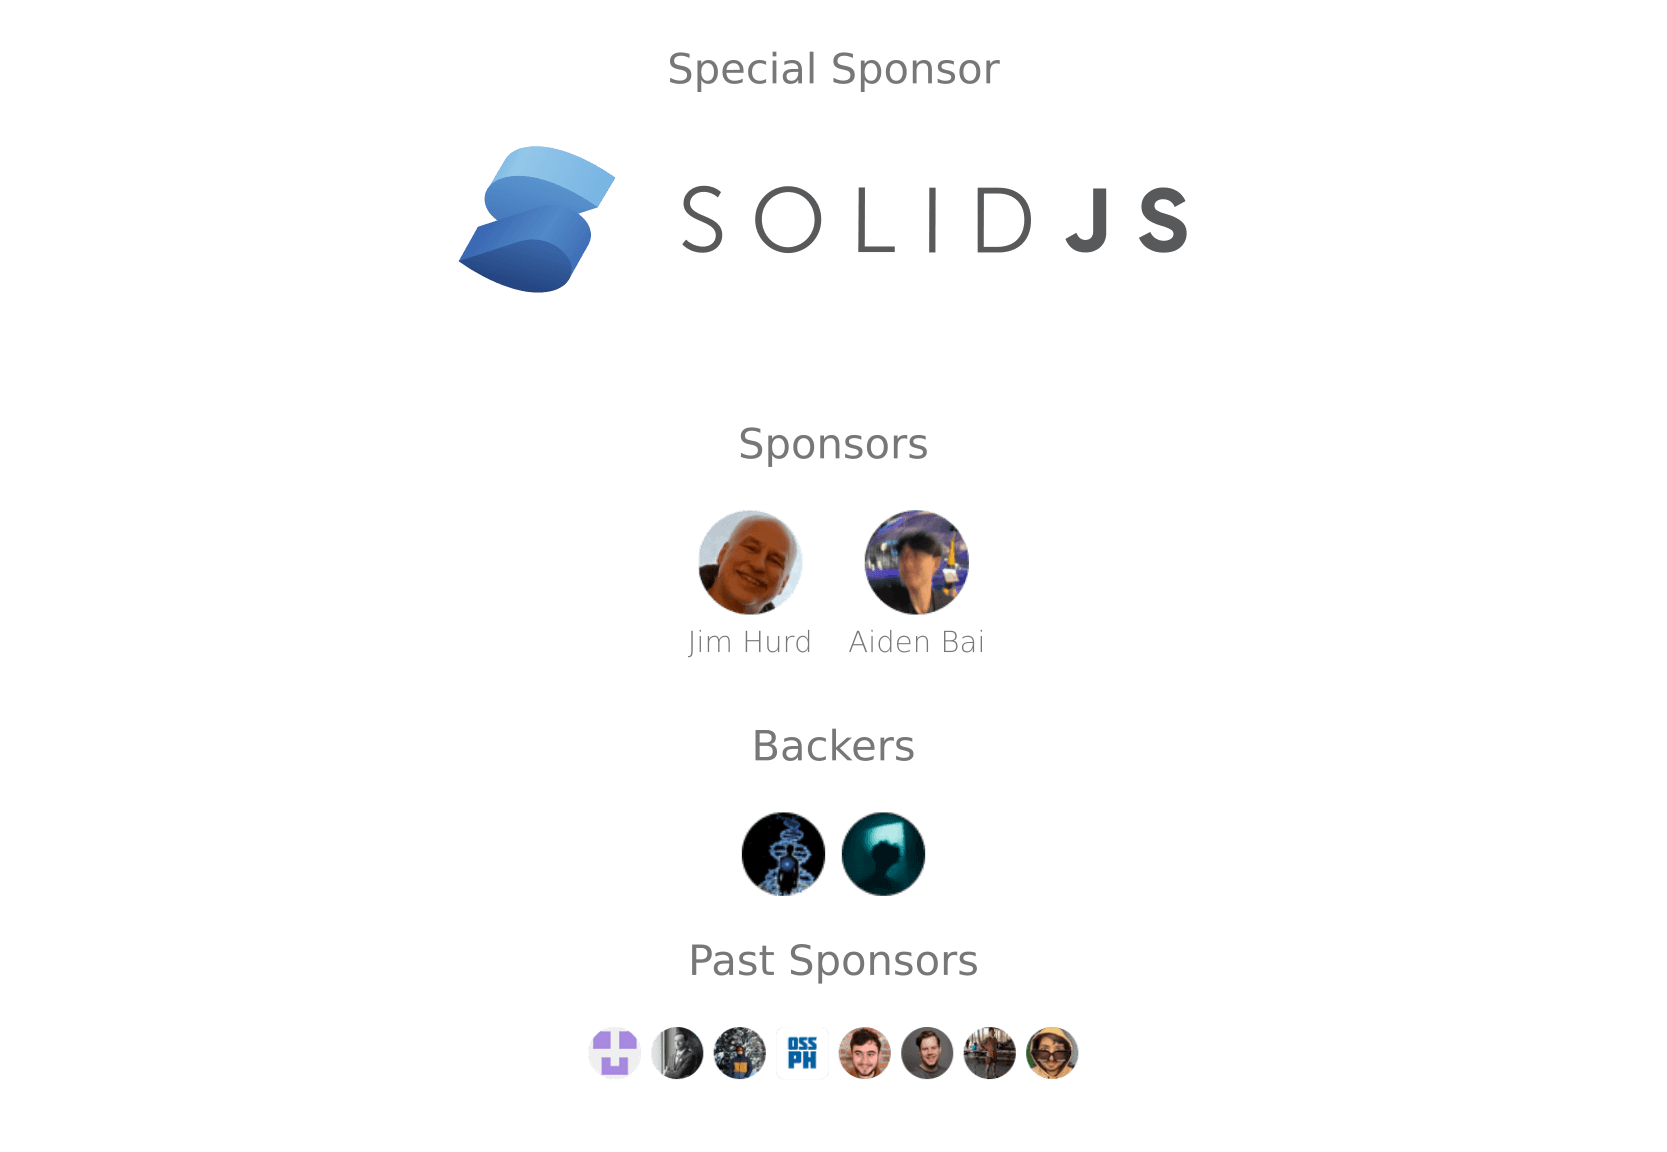 Special Sponsor
SOLIDJS
Sponsors
Jim Hurd
Aiden Bai
Backers
Past Sponsors
OSS
PH